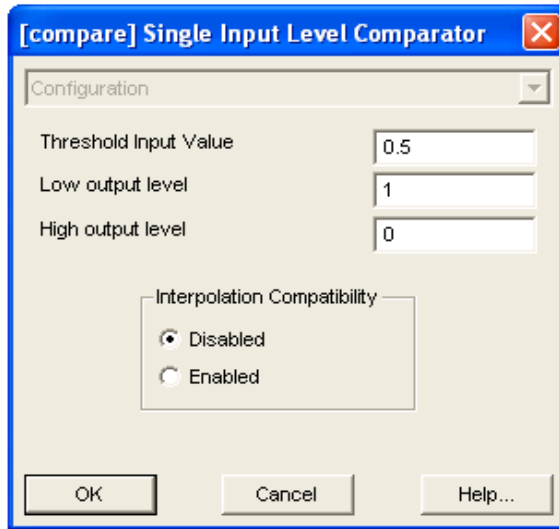 [compare] Single Input Level Comparator
Configuration
Threshold Input Value 0.5
Low output level 1
High output level 0
Interpolation Compatibility
Disabled
Enabled
OK Cancel Help...